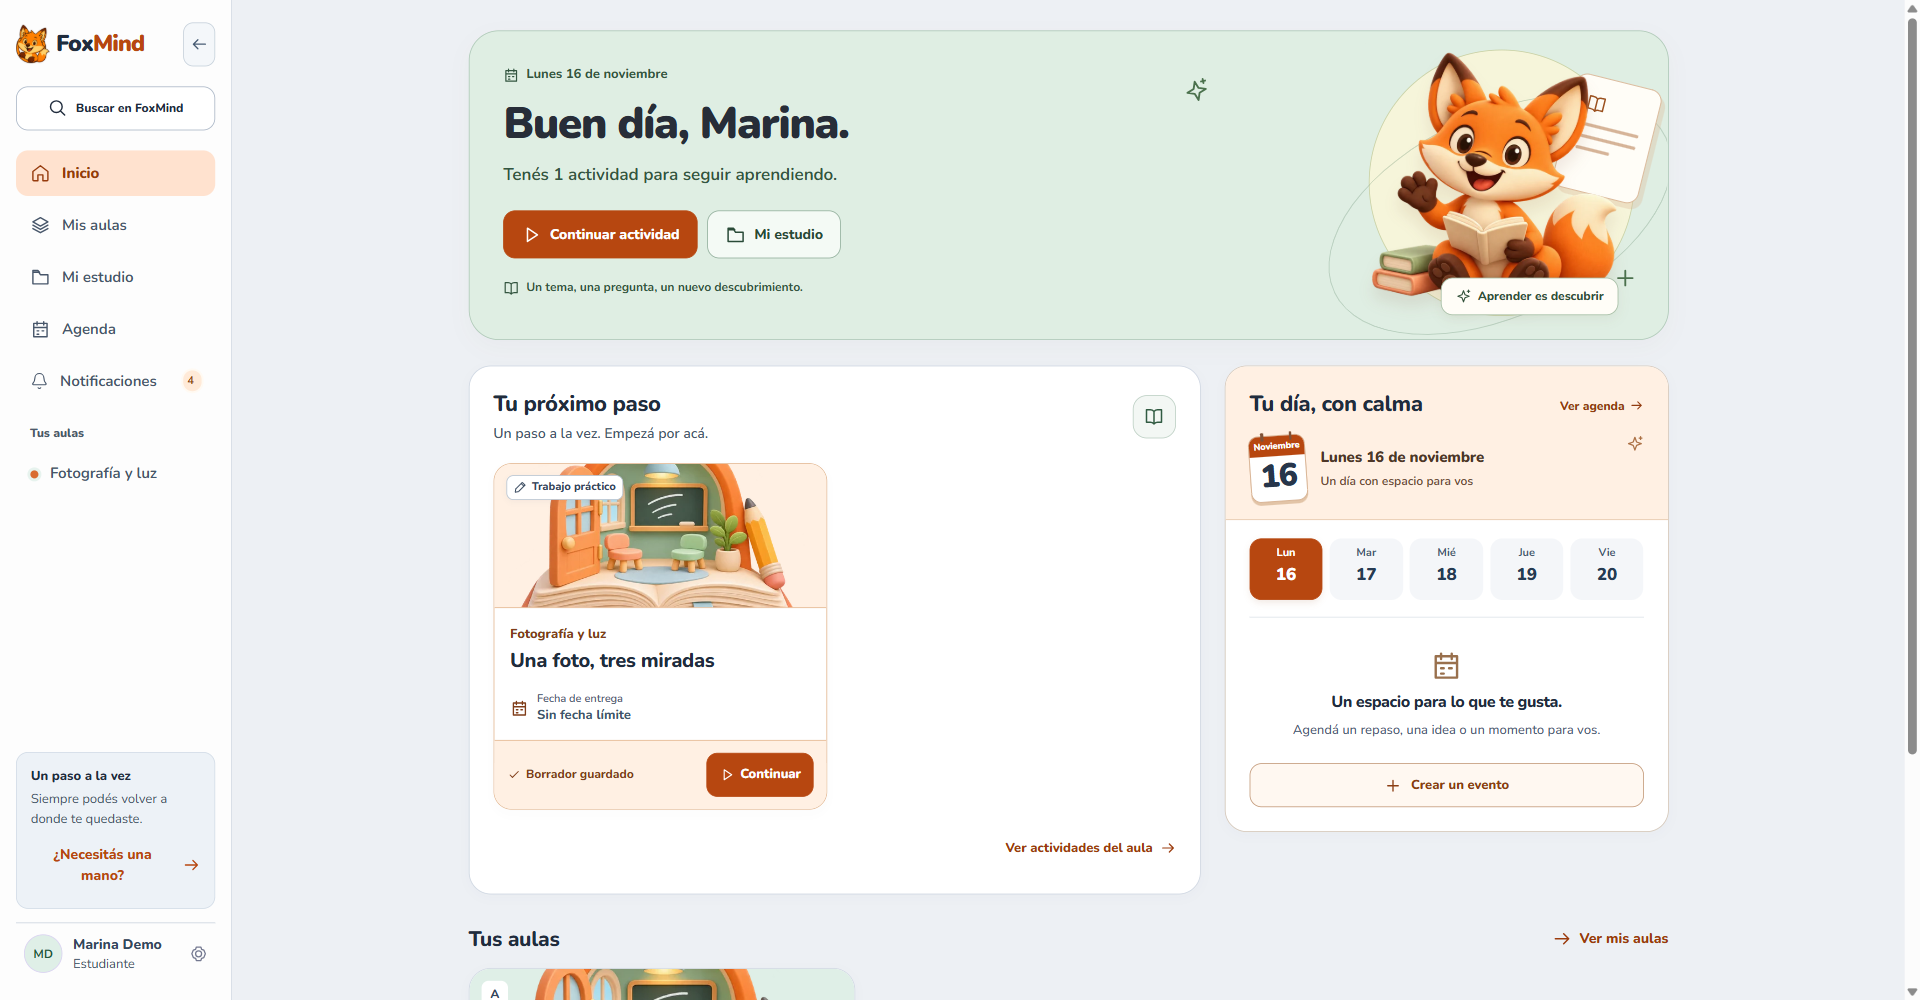 FoxMind
Buscar en FoxMind
Inicio
Mis aulas
Mi estudio
Agenda
Notificaciones 4
Tus aulas
Fotografía y luz
Un paso a la vez
Siempre podés volver a
donde te quedaste.
¿Necesitás una
mano?
MD
Marina Demo
Estudiante
Lunes 16 de noviembre
Buen día, Marina.
Tenés 1 actividad para seguir aprendiendo.
Continuar actividad
Mi estudio
Un tema, una pregunta, un nuevo descubrimiento.
Aprender es descubrir
Tu próximo paso
Un paso a la vez. Empezá por acá.
Trabajo práctico
Fotografía y luz
Una foto, tres miradas
Fecha de entrega
Sin fecha límite
Borrador guardado
Continuar
Ver actividades del aula
Tu día, con calma
Ver agenda
Noviembre
16
Lunes 16 de noviembre
Un día con espacio para vos
Lun Mar Mié Jue Vie
16 17 18 19 20
Un espacio para lo que te gusta.
Agendá un repaso, una idea o un momento para vos.
Crear un evento
Tus aulas
Ver mis aulas
A